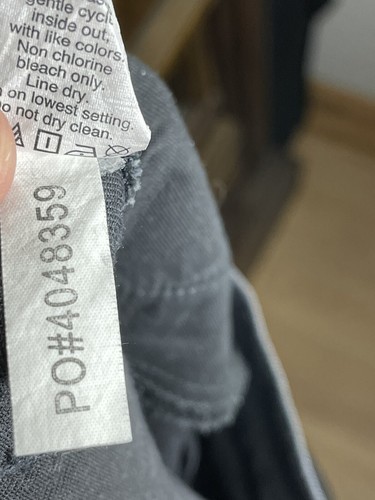 gentle cycl
inside out,
with like colors.
Non chlorine
bleach only.
Line dry.
on lowest setting.
not dry clean.
PO#4048359